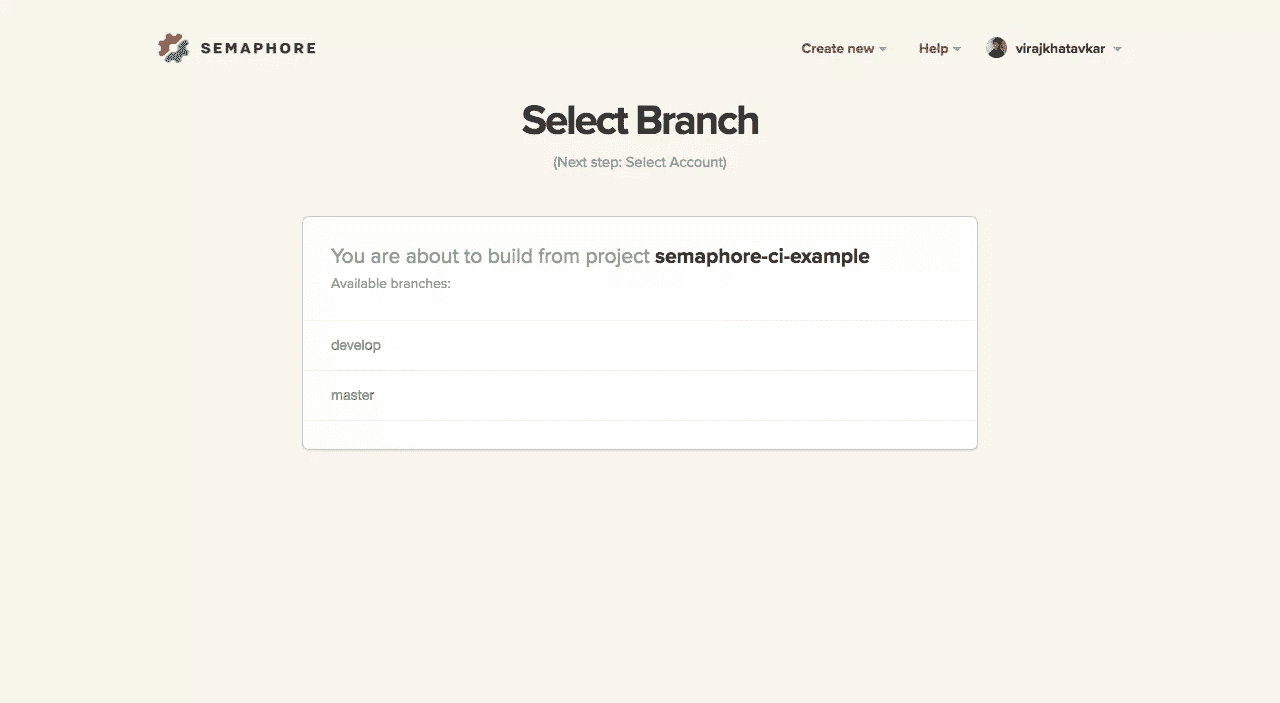 SEMAPHORE
Create new Help virajkhatavkar
Select Branch
(Next step: Select Account)
You are about to build from project semaphore-ci-example
Available branches:
develop
master